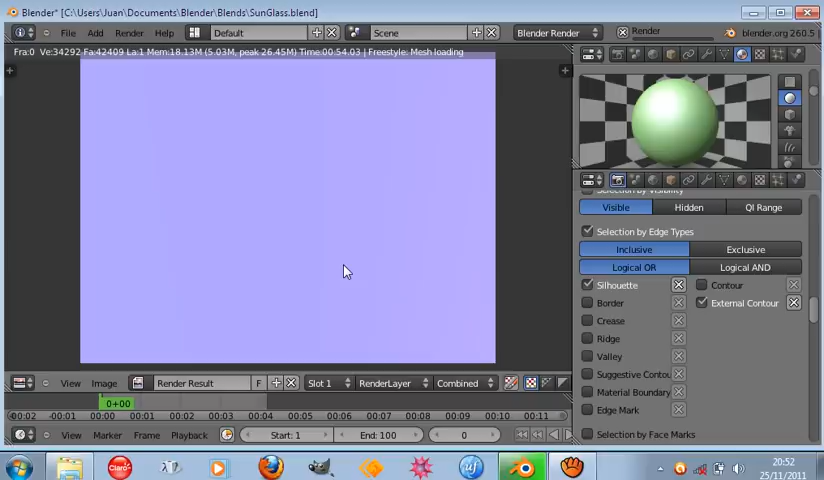 Blender* [C:\Users\Juan\Documents\Blender\Blends\SunGlass.blend]
File Add Render Help Default Scene Blender Render Render blender.org 260.5
Fra:0 Ve:34292 Fa:42409 La:1 Mem:18.13M (5.03M, peak 26.45M) Time:00:54.03 | Freestyle: Mesh loading
Selection by Visibility
Visible Hidden QI Range
Selection by Edge Types
Inclusive Exclusive
Logical OR Logical AND
Silhouette Contour
Border External Contour
Crease
Ridge
Valley
Suggestive Contou
Material Boundary
Edge Mark
Selection by Face Marks
View Image Render Result F Slot 1 RenderLayer Combined
0+00
-00:02 -00:01 00:00 00:01 00:02 00:03 00:04 00:05 00:06 00:07 00:08 00:09 00:10 00:11
View Marker Frame Playback Start: 1 End: 100 0
Claro uf
20:52
25/11/2011